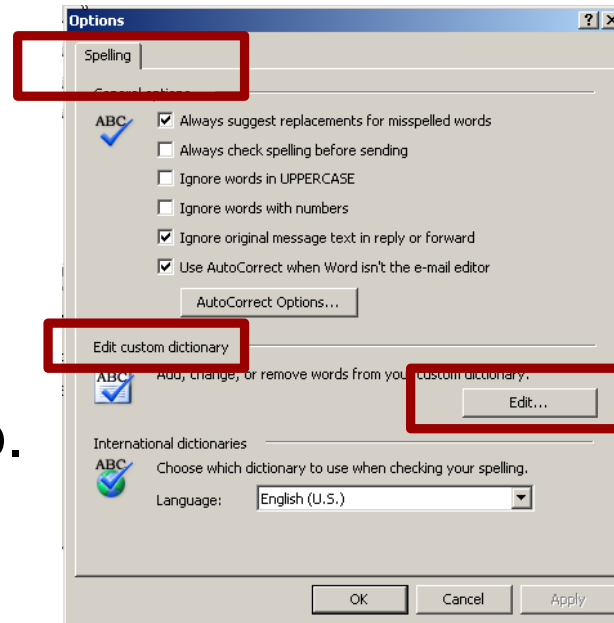 Options
Spelling
General options
ABC
Always suggest replacements for misspelled words
Always check spelling before sending
Ignore words in UPPERCASE
Ignore words with numbers
Ignore original message text in reply or forward
Use AutoCorrect when Word isn't the e-mail editor
AutoCorrect Options...
Edit custom dictionary
ABC
Add, change, or remove words from your custom dictionary.
Edit...
).
International dictionaries
ABC
Choose which dictionary to use when checking your spelling.
Language: English (U.S.)
OK Cancel Apply